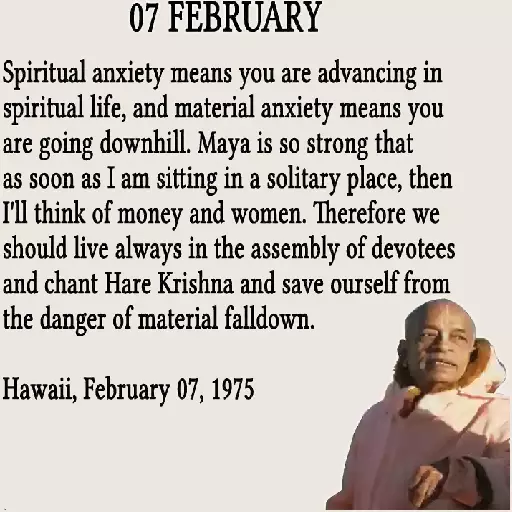 07 FEBRUARY
Spiritual anxiety means you are advancing in
spiritual life, and material anxiety means you
are going downhill. Maya is so strong that
as soon as I am sitting in a solitary place, then
I'll think of money and women. Therefore we
should live always in the assembly of devotees
and chant Hare Krishna and save ourself from
the danger of material falldown.
Hawaii, February 07, 1975